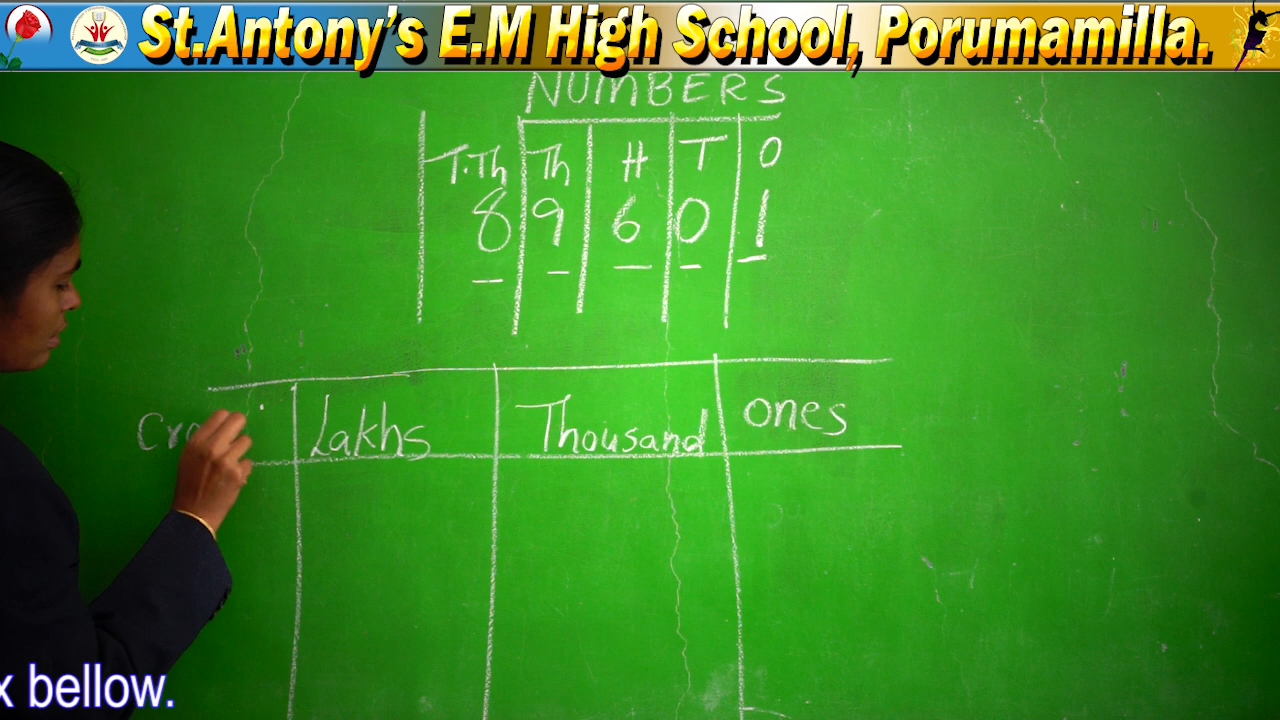 St.Antony's E.M High School, Porumamilla.
NUMBERS
T.Th Th H T O
8 9 6 0 1
Lakhs Thousand ones
x bellow.